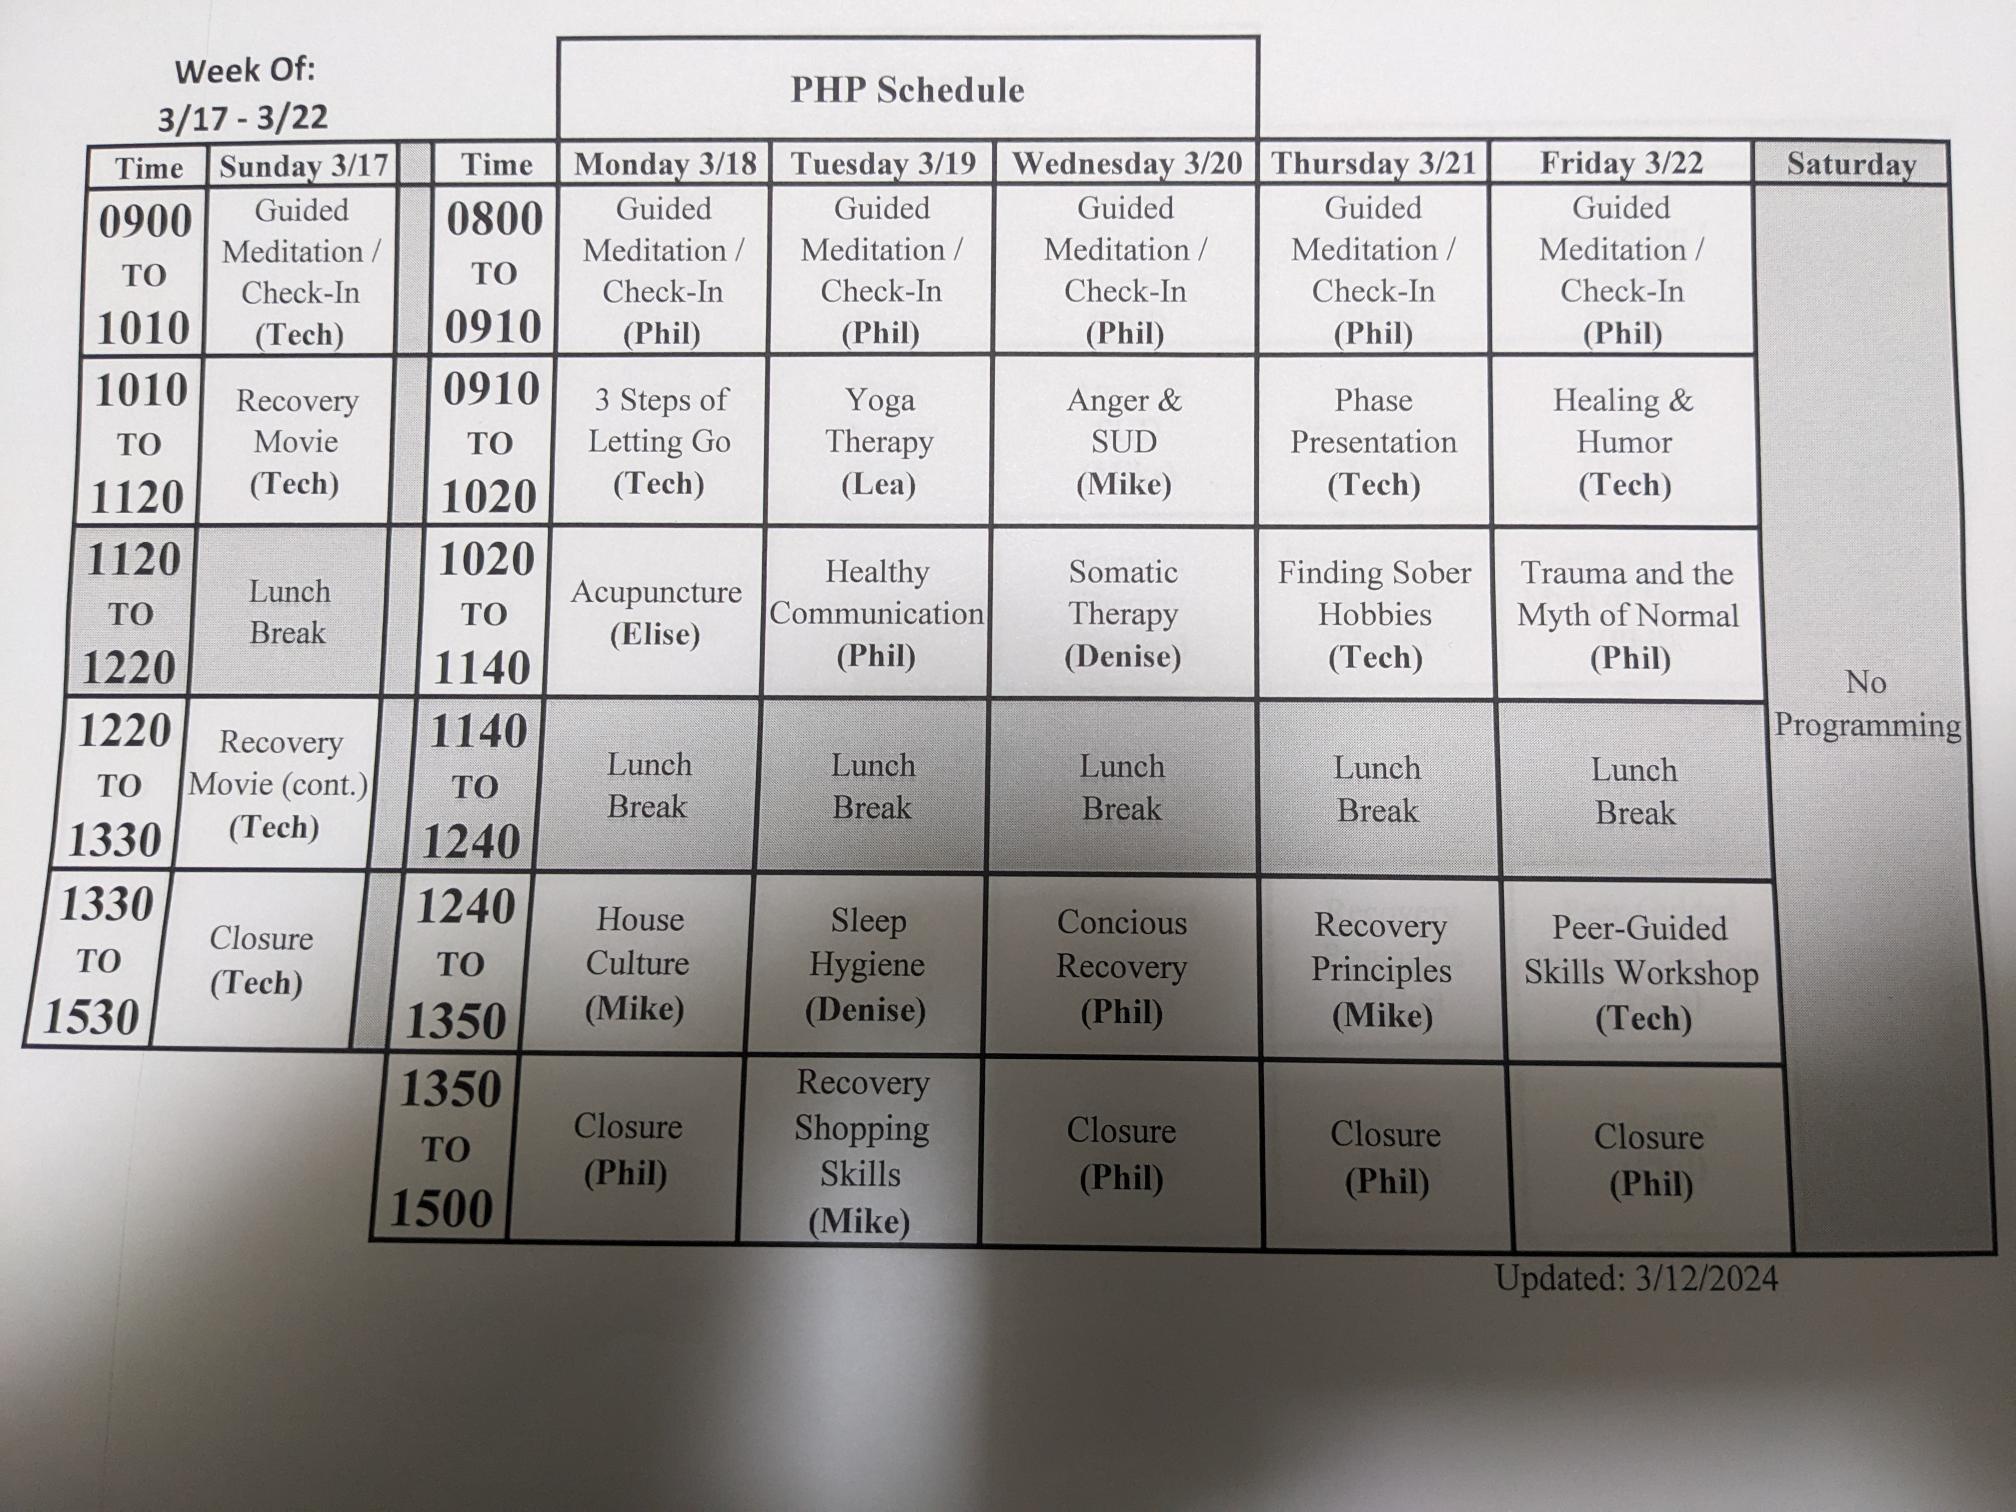 Week Of:
3/17 - 3/22
PHP Schedule
Time Sunday 3/17 Time Monday 3/18 Tuesday 3/19 Wednesday 3/20 Thursday 3/21 Friday 3/22 Saturday
0900
TO
1010
Guided
Meditation /
Check-In
(Tech)
0800
TO
0910
Guided
Meditation /
Check-In
(Phil)
Guided
Meditation /
Check-In
(Phil)
Guided
Meditation /
Check-In
(Phil)
Guided
Meditation /
Check-In
(Phil)
Guided
Meditation /
Check-In
(Phil)
1010
TO
1120
Recovery
Movie
(Tech)
0910
TO
1020
3 Steps of
Letting Go
(Tech)
Yoga
Therapy
(Lea)
Anger &
SUD
(Mike)
Phase
Presentation
(Tech)
Healing &
Humor
(Tech)
1120
TO
1220
Lunch
Break
1020
TO
1140
Acupuncture
(Elise)
Healthy
Communication
(Phil)
Somatic
Therapy
(Denise)
Finding Sober
Hobbies
(Tech)
Trauma and the
Myth of Normal
(Phil)
No
Programming
1220
TO
1330
Recovery
Movie (cont.)
(Tech)
1140
TO
1240
Lunch
Break
Lunch
Break
Lunch
Break
Lunch
Break
Lunch
Break
1330
TO
1530
Closure
(Tech)
1240
TO
1350
House
Culture
(Mike)
Sleep
Hygiene
(Denise)
Concious
Recovery
(Phil)
Recovery
Principles
(Mike)
Peer-Guided
Skills Workshop
(Tech)
1350
TO
1500
Closure
(Phil)
Recovery
Shopping
Skills
(Mike)
Closure
(Phil)
Closure
(Phil)
Closure
(Phil)
Updated: 3/12/2024